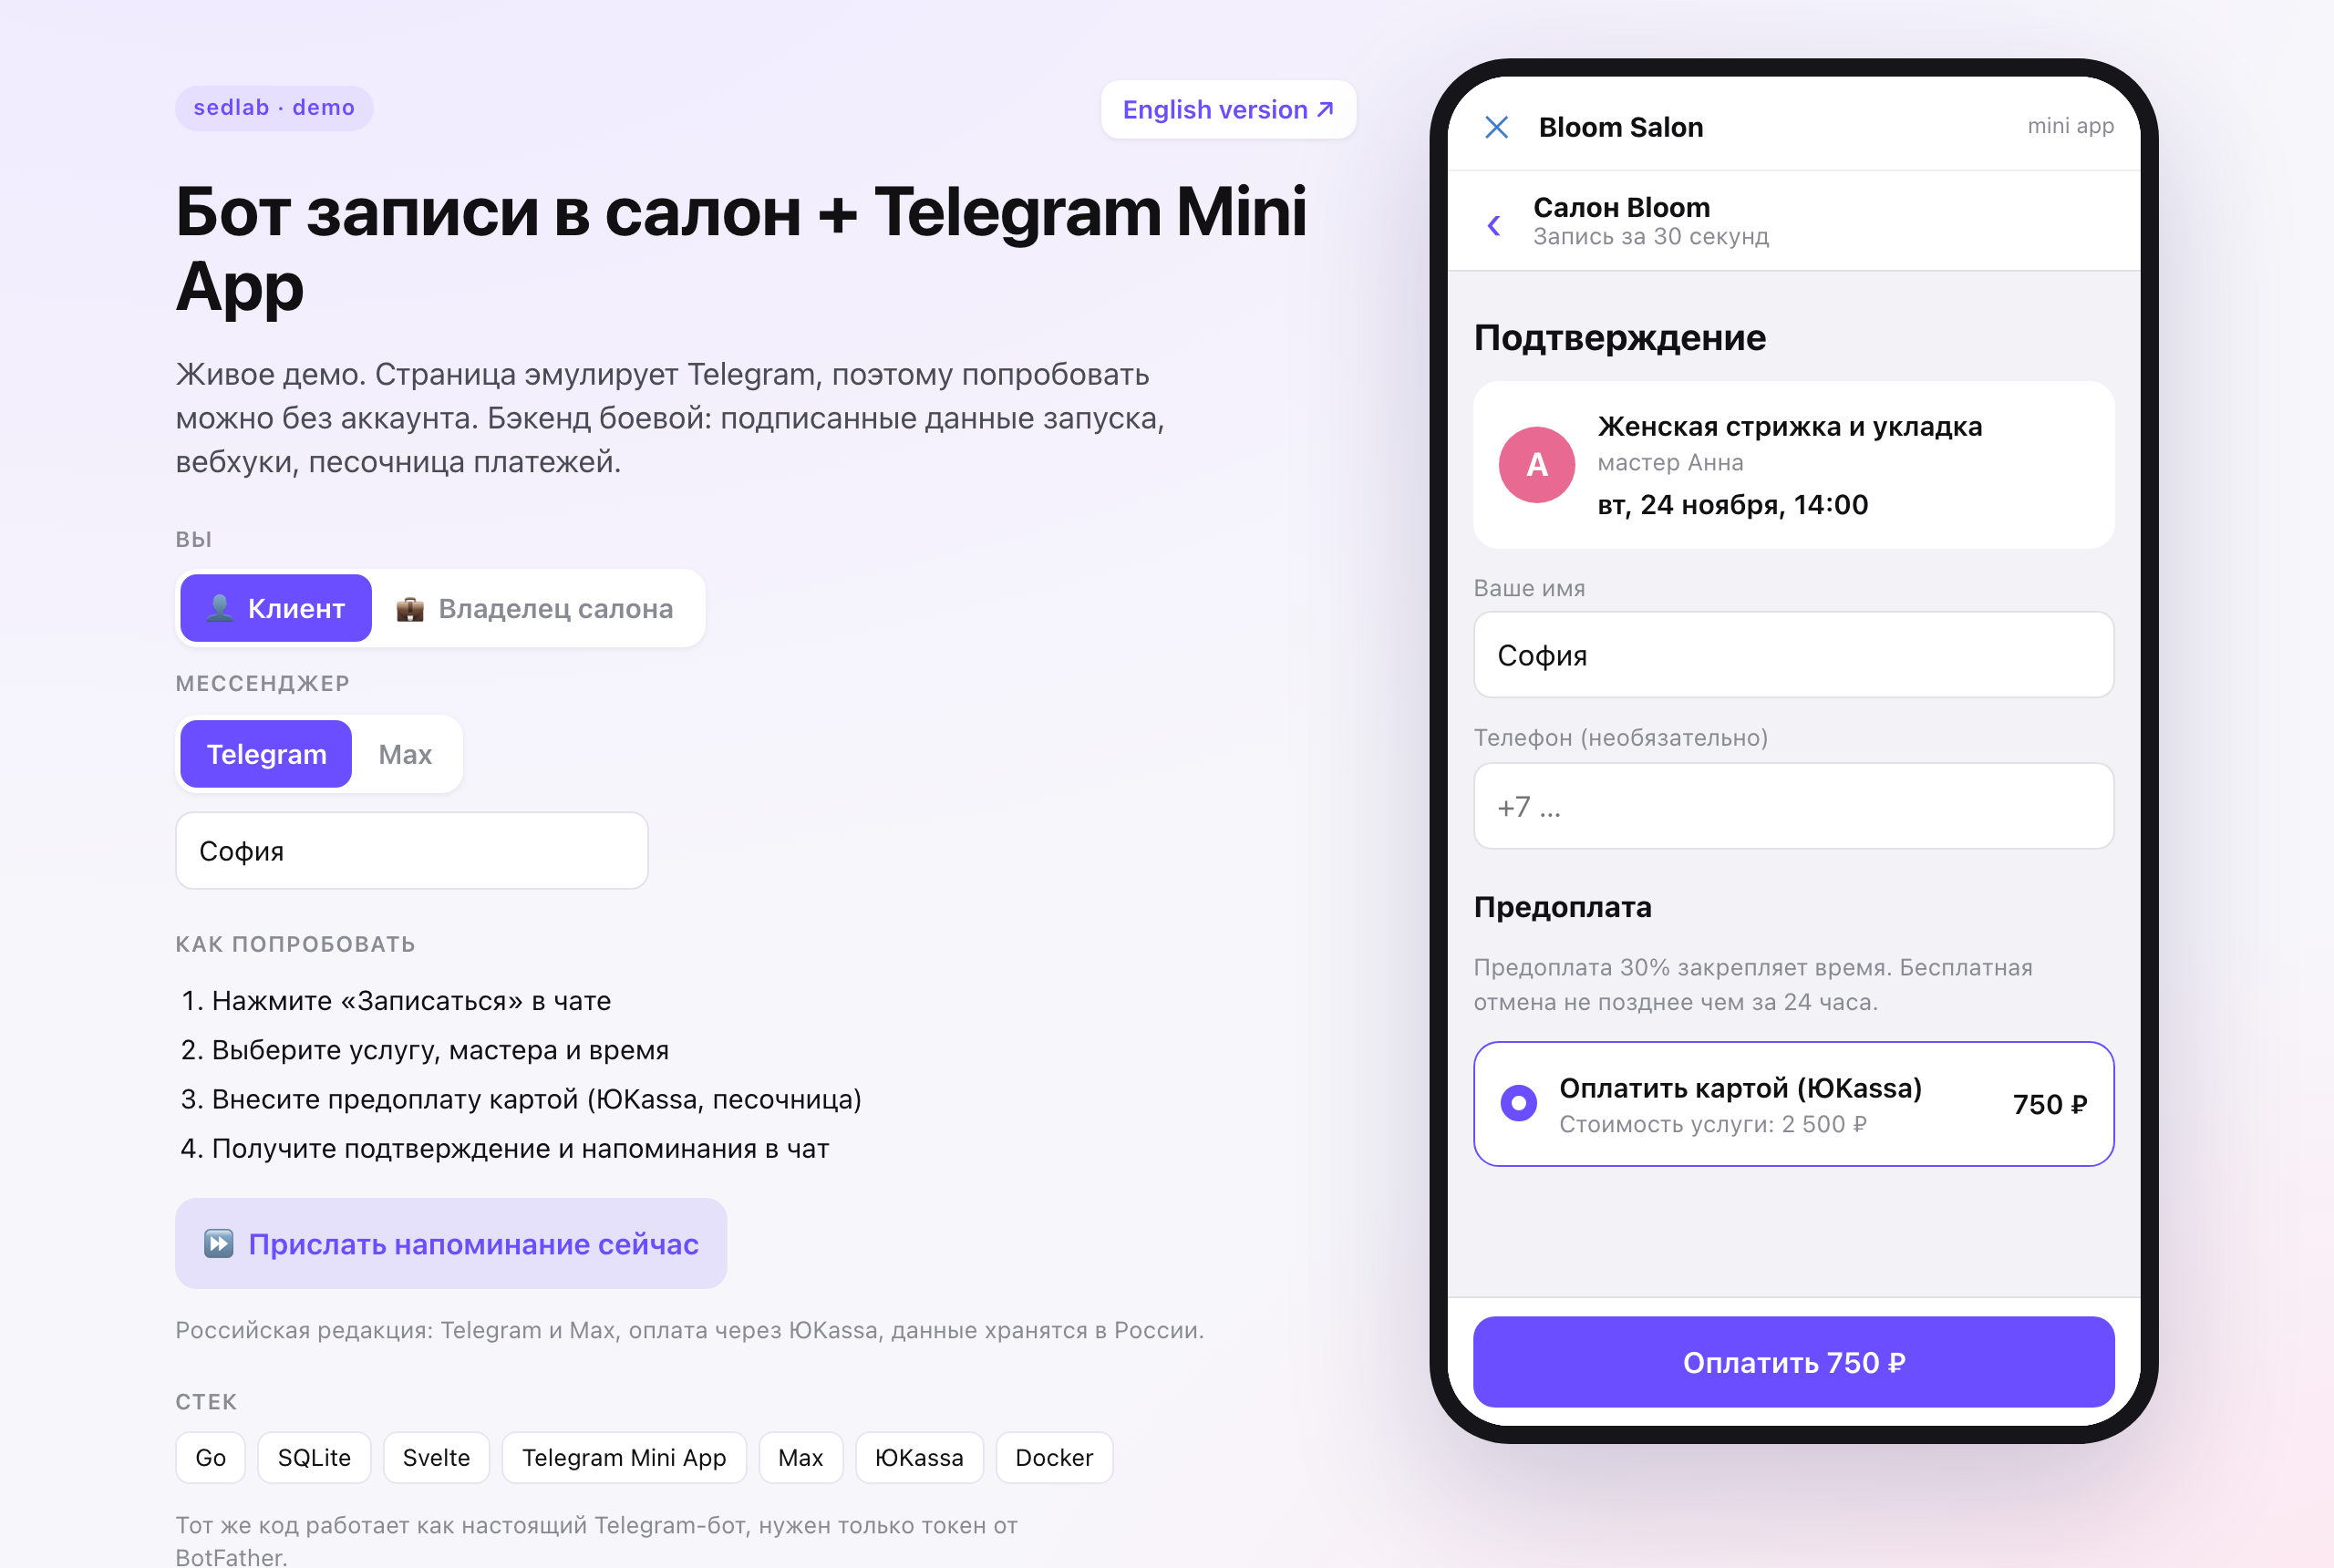 sedlab · demo
English version ↗
Бот записи в салон + Telegram Mini
App
Живое демо. Страница эмулирует Telegram, поэтому попробовать
можно без аккаунта. Бэкенд боевой: подписанные данные запуска,
вебхуки, песочница платежей.
ВЫ
Клиент
Владелец салона
МЕССЕНДЖЕР
Telegram
Max
София
КАК ПОПРОБОВАТЬ
1. Нажмите «Записаться» в чате
2. Выберите услугу, мастера и время
3. Внесите предоплату картой (ЮKassa, песочница)
4. Получите подтверждение и напоминания в чат
Прислать напоминание сейчас
Российская редакция: Telegram и Max, оплата через ЮKassa, данные хранятся в России.
СТЕК
Go
SQLite
Svelte
Telegram Mini App
Max
ЮKassa
Docker
Тот же код работает как настоящий Telegram-бот, нужен только токен от
BotFather.
Bloom Salon
mini app
Салон Bloom
Запись за 30 секунд
Подтверждение
А
Женская стрижка и укладка
мастер Анна
вт, 24 ноября, 14:00
Ваше имя
София
Телефон (необязательно)
+7 ...
Предоплата
Предоплата 30% закрепляет время. Бесплатная
отмена не позднее чем за 24 часа.
Оплатить картой (ЮKassa)
750 ₽
Стоимость услуги: 2 500 ₽
Оплатить 750 ₽